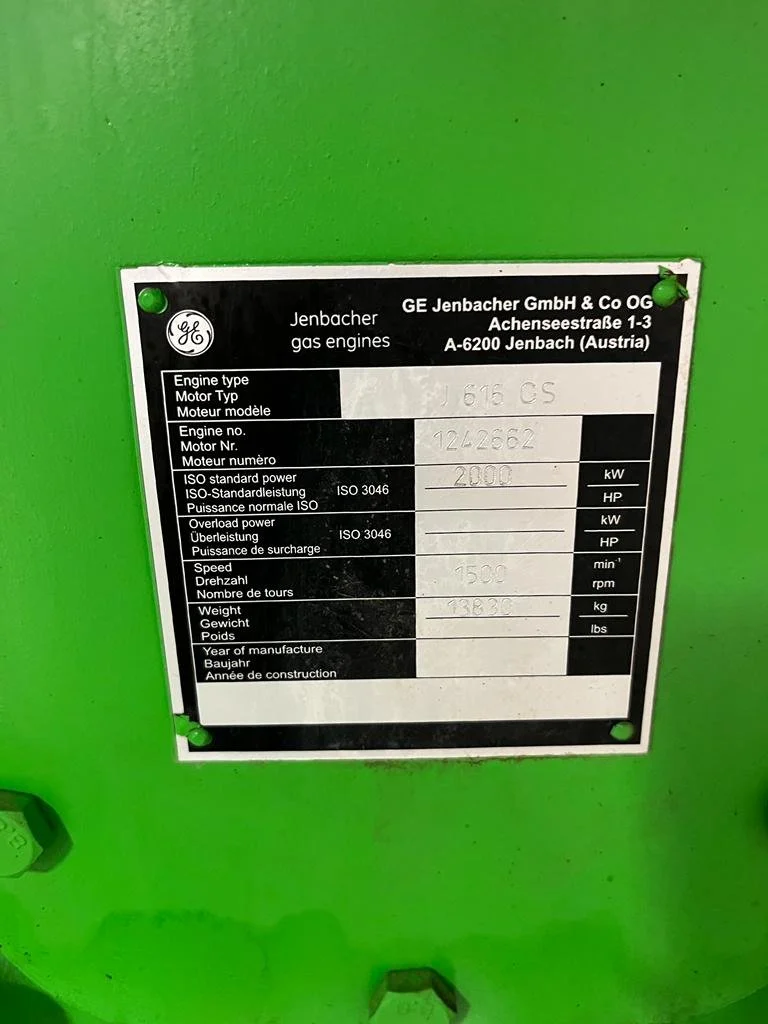 GE
Jenbacher
gas engines
GE Jenbacher GmbH & Co OG
Achenseestraße 1-3
A-6200 Jenbach (Austria)
Engine type
Motor Typ
Moteur modèle
J 616 GS
Engine no.
Motor Nr.
Moteur numèro
1242662
ISO standard power
ISO-Standardleistung
Puissance normale ISO
ISO 3046
2000
kW
HP
Overload power
Überleistung
Puissance de surcharge
ISO 3046
kW
HP
Speed
Drehzahl
Nombre de tours
1500
min⁻¹
rpm
Weight
Gewicht
Poids
13830
kg
lbs
Year of manufacture
Baujahr
Année de construction